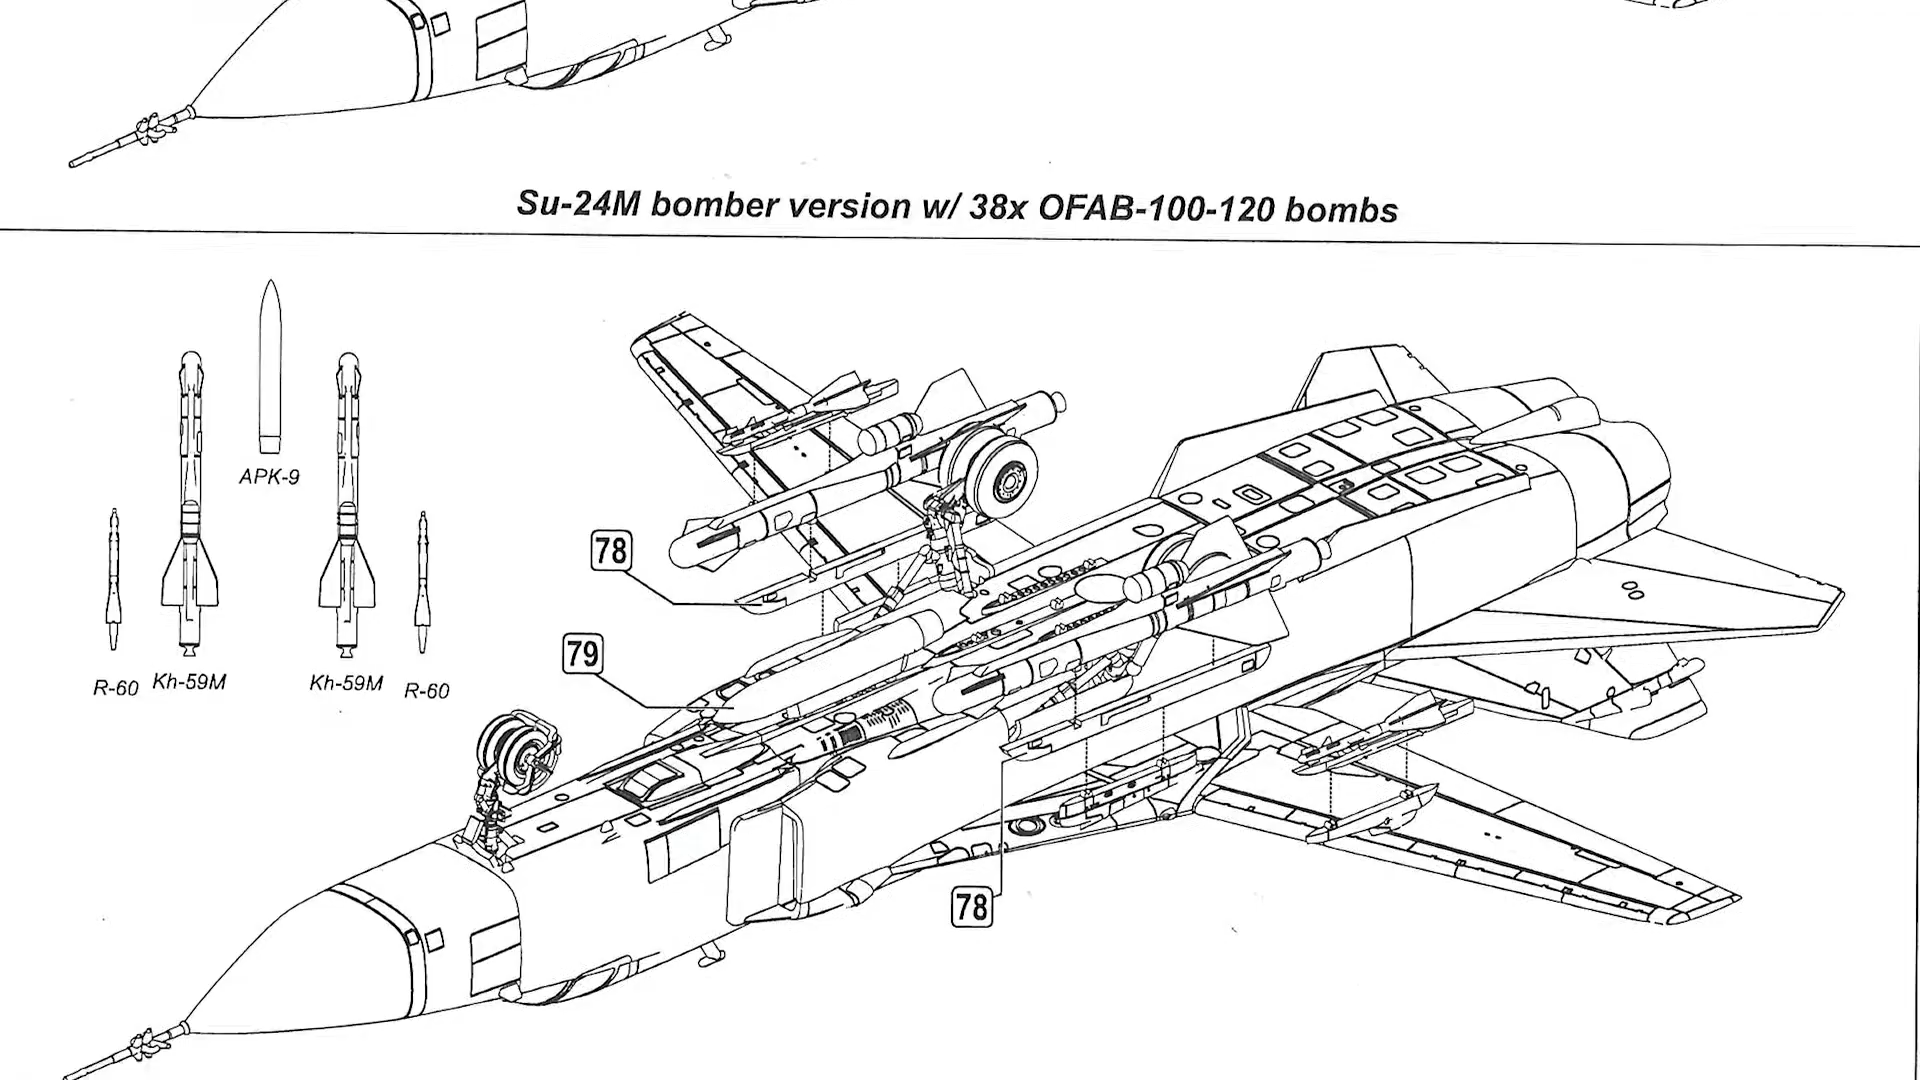 Su-24M bomber version w/ 38x OFAB-100-120 bombs
APK-9
78
79
R-60 Kh-59M Kh-59M R-60
78